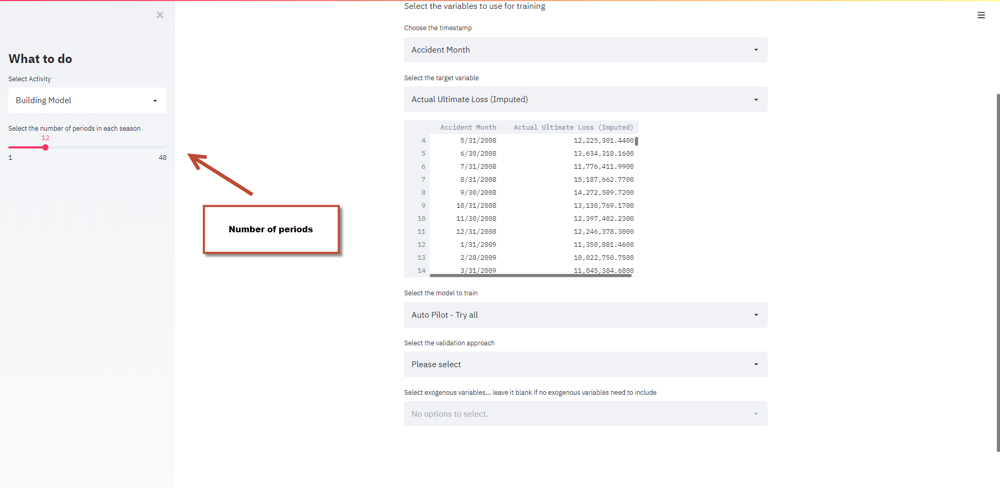 What to do
Select Activity
Building Model
Select the number of periods in each season
12
1 48
Number of periods
Select the variables to use for training
Choose the timestamp
Accident Month
Select the target variable
Actual Ultimate Loss (Imputed)
Accident Month Actual Ultimate Loss (Imputed)
4 5/31/2008 12,225,301.4400
5 6/30/2008 13,634,318.1600
6 7/31/2008 11,776,411.9900
7 8/31/2008 15,187,662.7700
8 9/30/2008 14,272,589.7200
9 10/31/2008 13,130,769.1700
10 11/30/2008 12,397,402.2300
11 12/31/2008 12,246,378.3000
12 1/31/2009 11,350,081.4600
13 2/28/2009 10,022,750.7500
14 3/31/2009 11,045,384.6800
Select the model to train
Auto Pilot - Try all
Select the validation approach
Please select
Select exogenous variables... leave it blank if no exogenous variables need to include
No options to select.